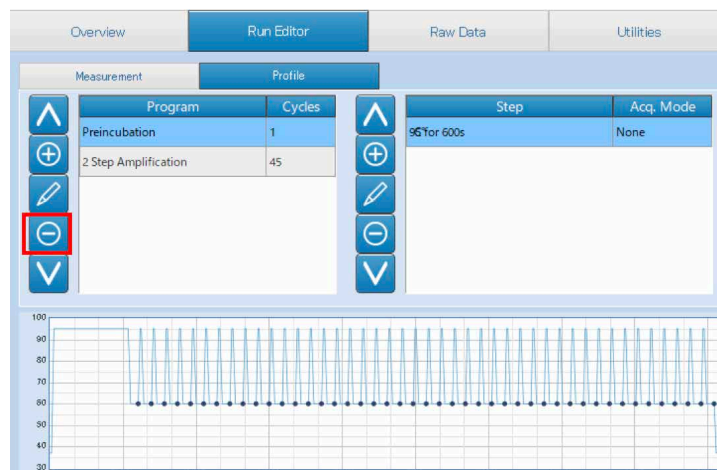 Overview Run Editor Raw Data Utilities
Measurement Profile
Program Cycles
Preincubation 1
2 Step Amplification 45
Step Acq. Mode
for 600s None
100
90
80
70
60
50
40
30